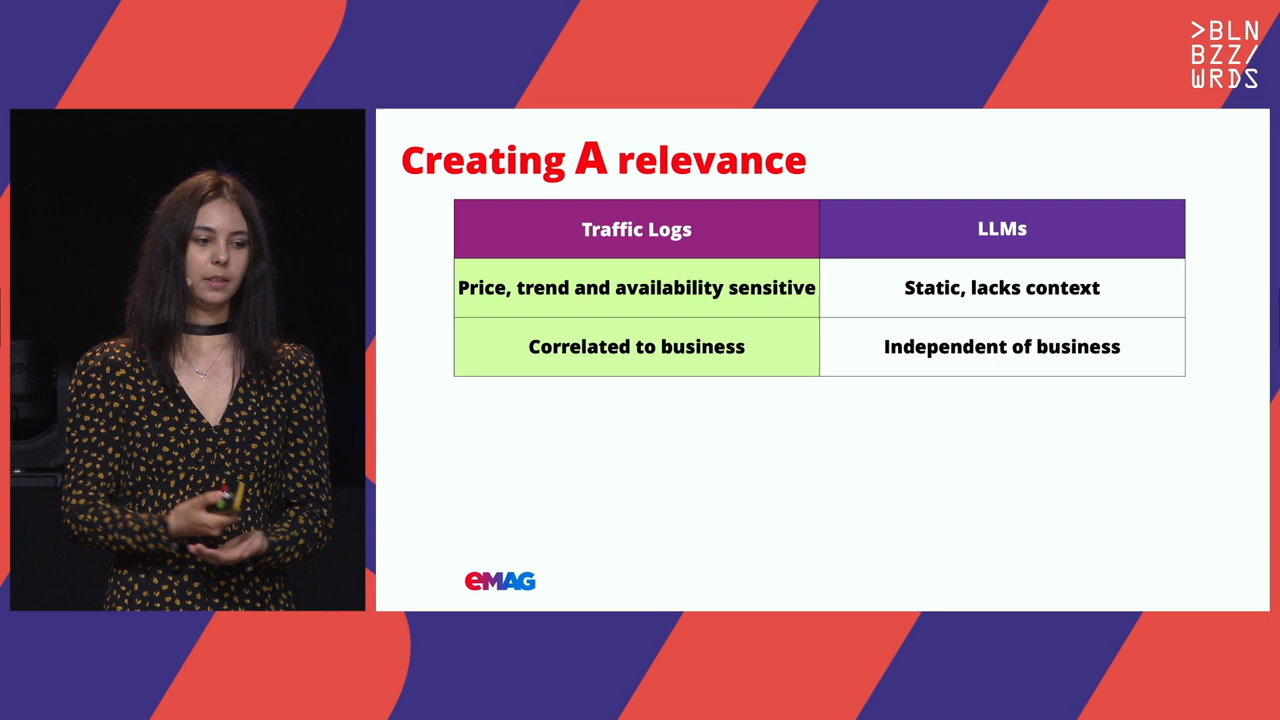 >BLN
BZZ/
WRDS
Creating A relevance
Traffic Logs
LLMs
Price, trend and availability sensitive
Static, lacks context
Correlated to business
Independent of business
eMAG